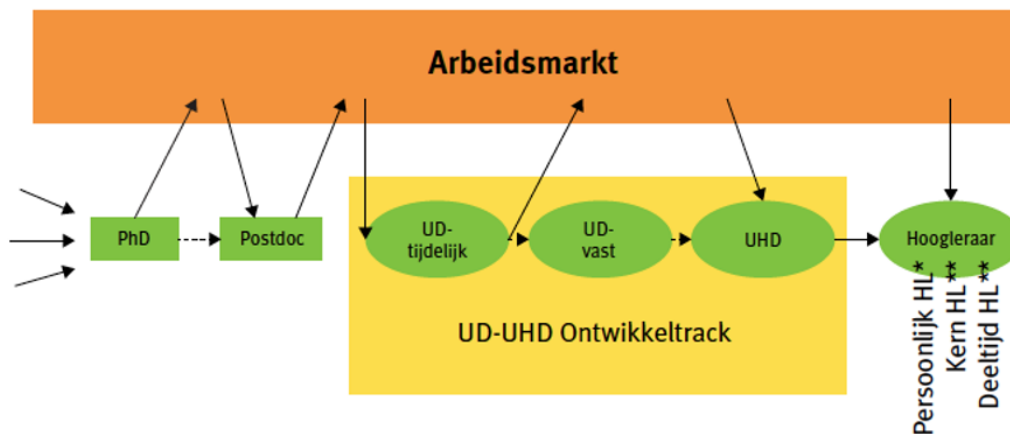 Arbeidsmarkt
PhD
Postdoc
UD-
tijdelijk
UD-
vast
UHD
Hoogleraar
UD-UHD Ontwikkeltrack
Persoonlijk HL*
Kern HL**
Deeltijd HL**